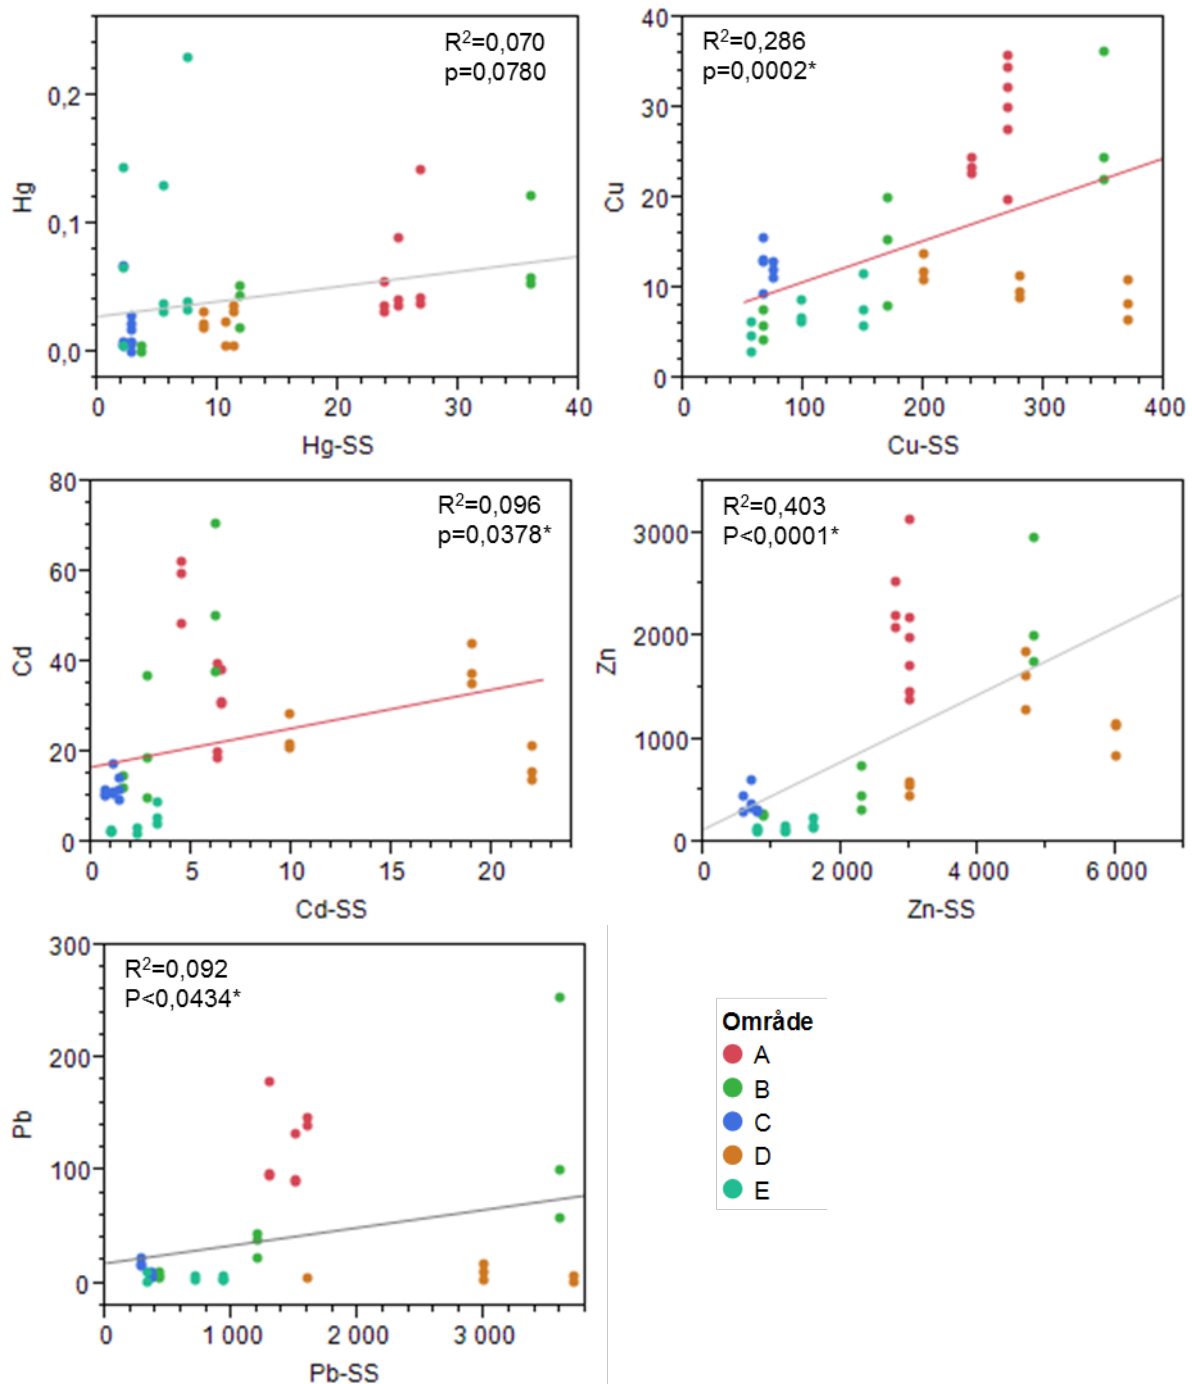 R²=0,070
p=0,0780
0,2
0,1
0,0
Hg
0
10
20
30
40
Hg-SS
R²=0,286
p=0,0002*
40
30
20
10
0
Cu
0
100
200
300
400
Cu-SS
R²=0,096
p=0,0378*
80
60
40
20
0
Cd
0
5
10
15
20
Cd-SS
R²=0,403
P<0,0001*
3000
2000
1000
0
Zn
0
2 000
4 000
6 000
Zn-SS
R²=0,092
P<0,0434*
300
200
100
0
Pb
0
1 000
2 000
3 000
Pb-SS
Område
A
B
C
D
E